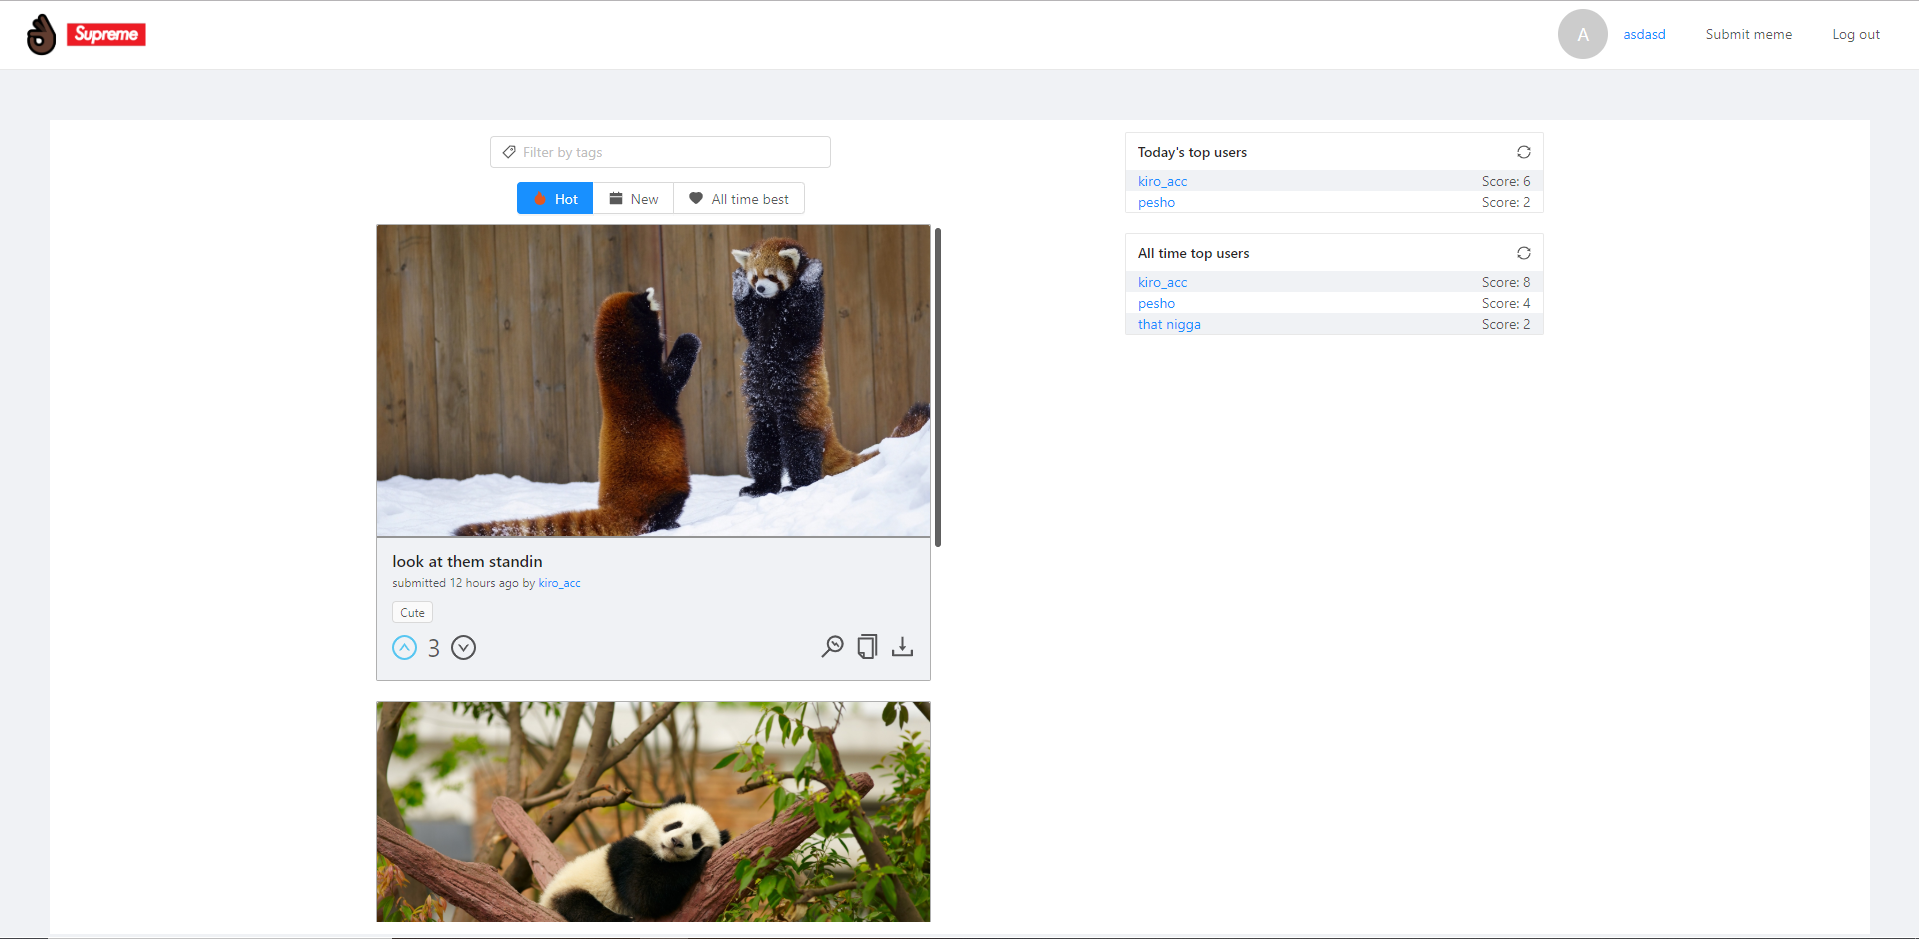 Supreme
A
asdasd
Submit meme
Log out
Filter by tags
Hot
New
All time best
look at them standin
submitted 12 hours ago by kiro_acc
Cute
3
Today's top users
kiro_acc Score: 6
pesho Score: 2
All time top users
kiro_acc Score: 8
pesho Score: 4
that nigga Score: 2